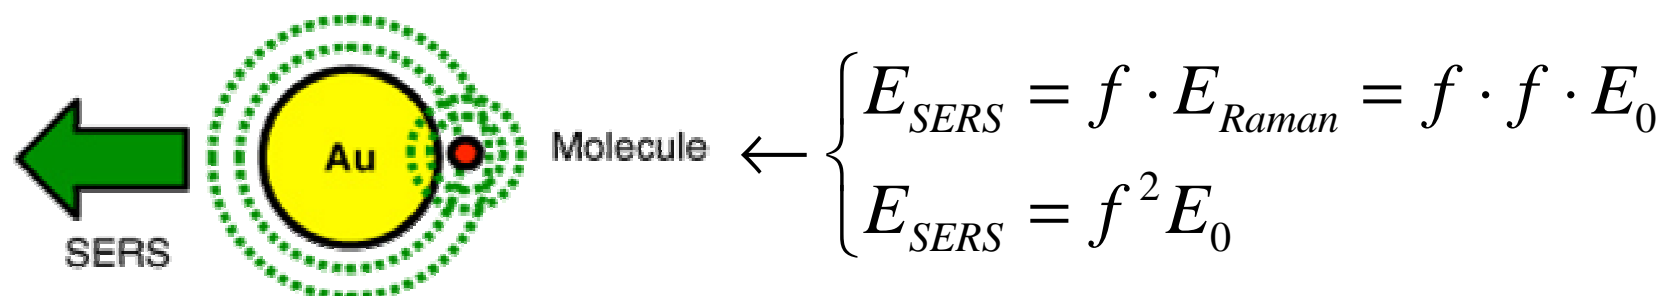 SERS
Au
Molecule
← { E_SERS = f · E_Raman = f · f · E_0
E_SERS = f^2 E_0